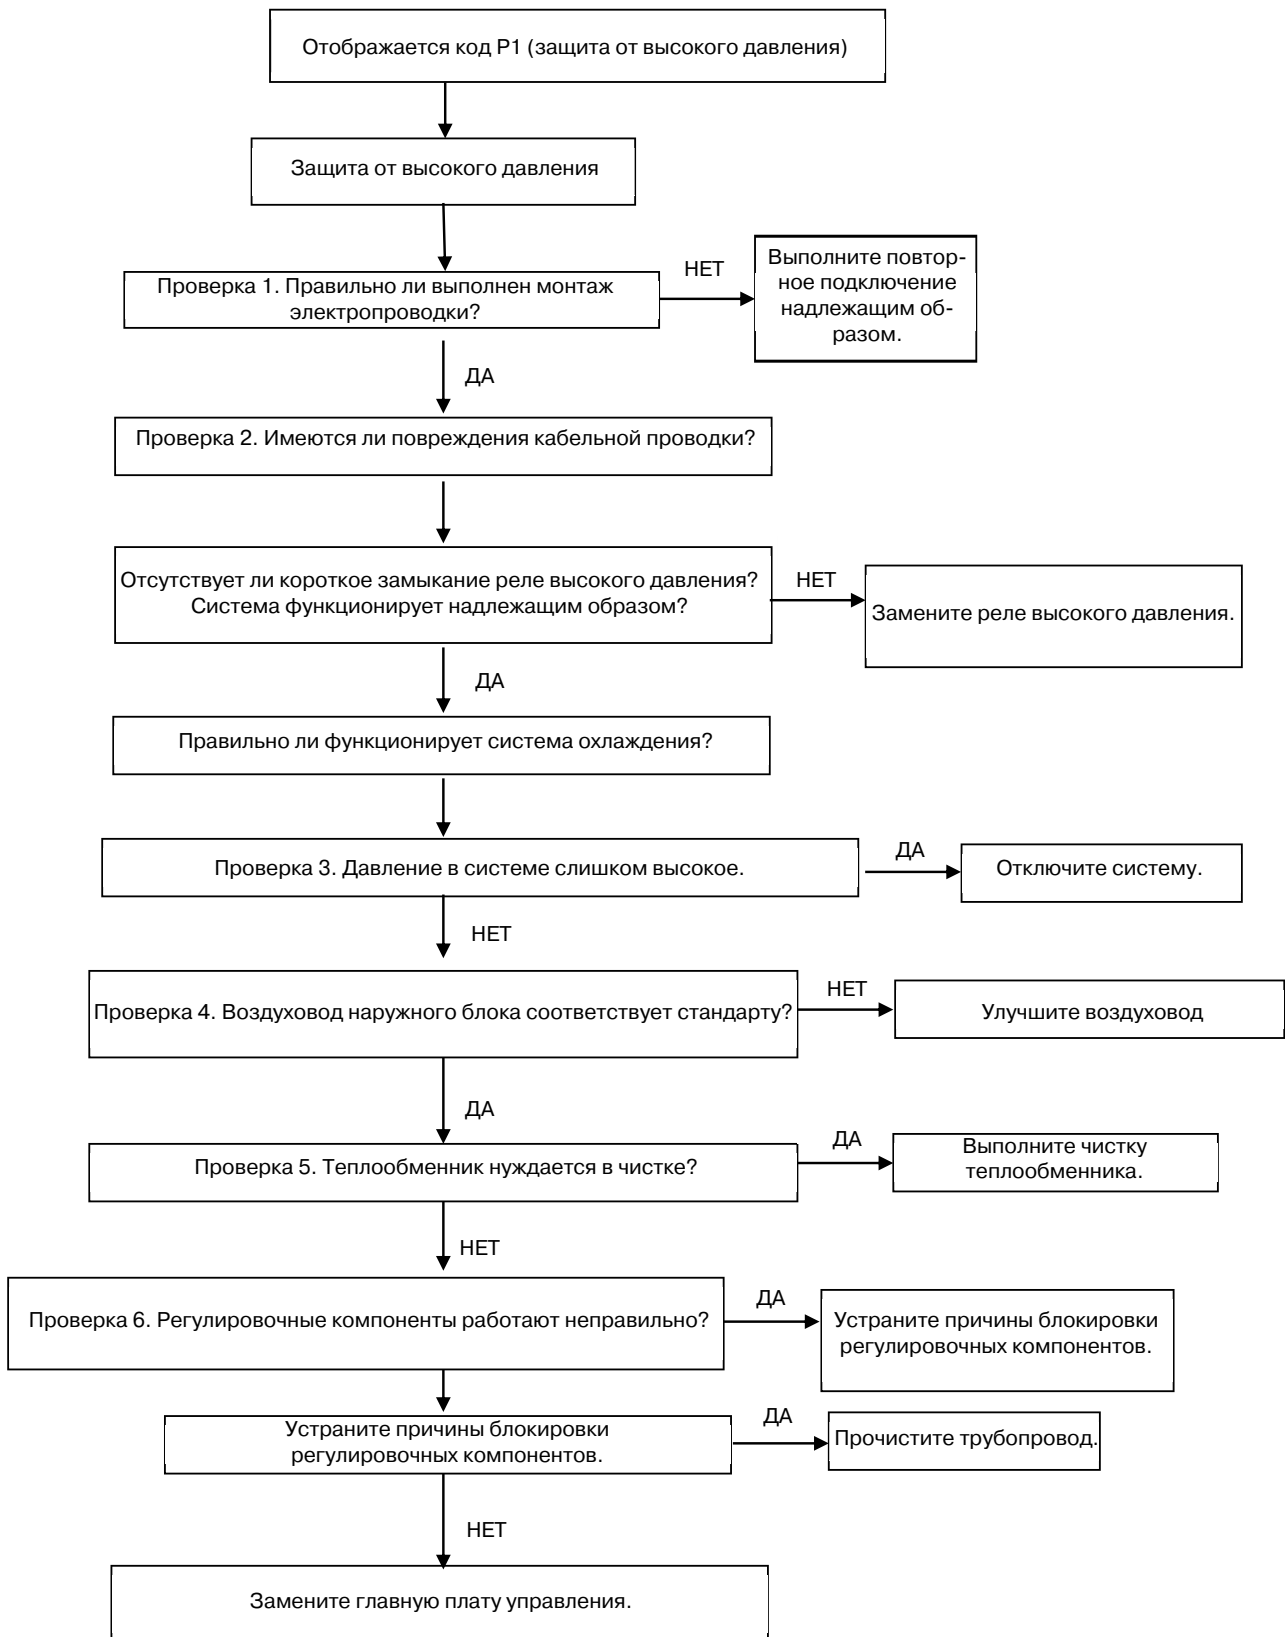 Отображается код P1 (защита от высокого давления)
Защита от высокого давления
Проверка 1. Правильно ли выполнен монтаж
электропроводки?
НЕТ
Выполните повтор-
ное подключение
надлежащим об-
разом.
ДА
Проверка 2. Имеются ли повреждения кабельной проводки?
Отсутствует ли короткое замыкание реле высокого давления?
Система функционирует надлежащим образом?
НЕТ
Замените реле высокого давления.
ДА
Правильно ли функционирует система охлаждения?
Проверка 3. Давление в системе слишком высокое.
ДА
Отключите систему.
НЕТ
Проверка 4. Воздуховод наружного блока соответствует стандарту?
НЕТ
Улучшите воздуховод
ДА
Проверка 5. Теплообменник нуждается в чистке?
ДА
Выполните чистку
теплообменника.
НЕТ
Проверка 6. Регулировочные компоненты работают неправильно?
ДА
Устраните причины блокировки
регулировочных компонентов.
Устраните причины блокировки
регулировочных компонентов.
ДА
Прочистите трубопровод.
НЕТ
Замените главную плату управления.